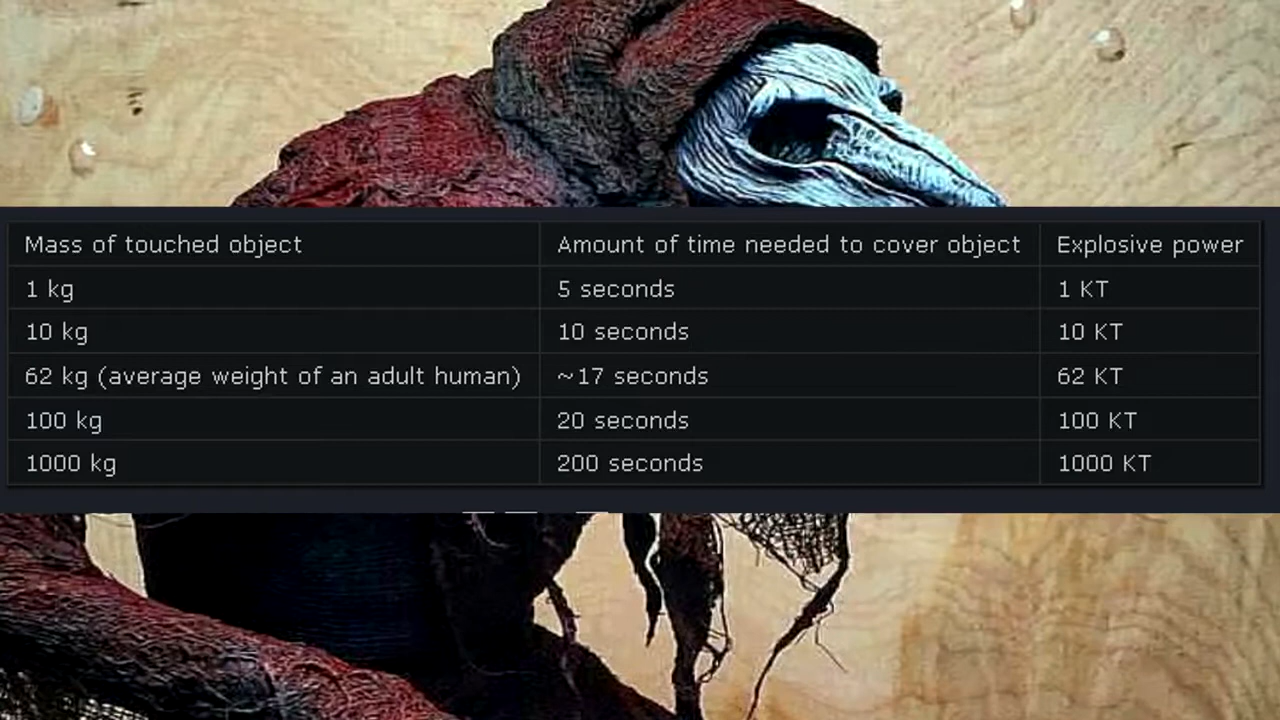 Mass of touched object Amount of time needed to cover object Explosive power
1 kg 5 seconds 1 KT
10 kg 10 seconds 10 KT
62 kg (average weight of an adult human) ~17 seconds 62 KT
100 kg 20 seconds 100 KT
1000 kg 200 seconds 1000 KT